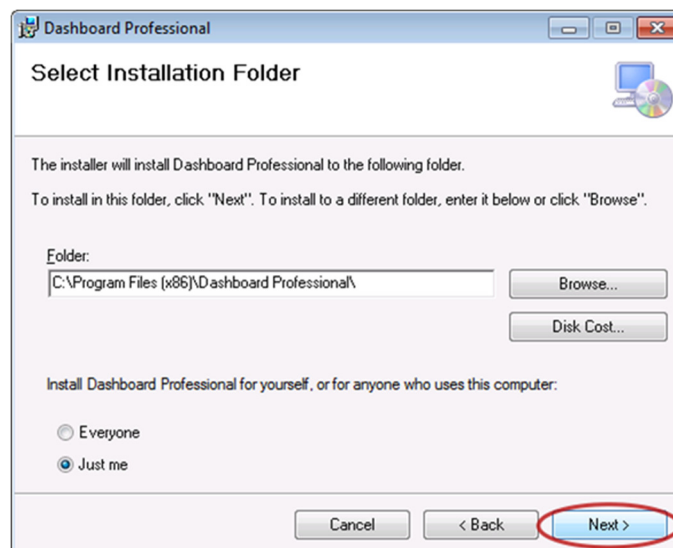 Dashboard Professional
Select Installation Folder
The installer will install Dashboard Professional to the following folder.
To install in this folder, click "Next". To install to a different folder, enter it below or click "Browse".
Folder:
C:\Program Files (x86)\Dashboard Professional\
Browse...
Disk Cost...
Install Dashboard Professional for yourself, or for anyone who uses this computer:
Everyone
Just me
Cancel
< Back
Next >